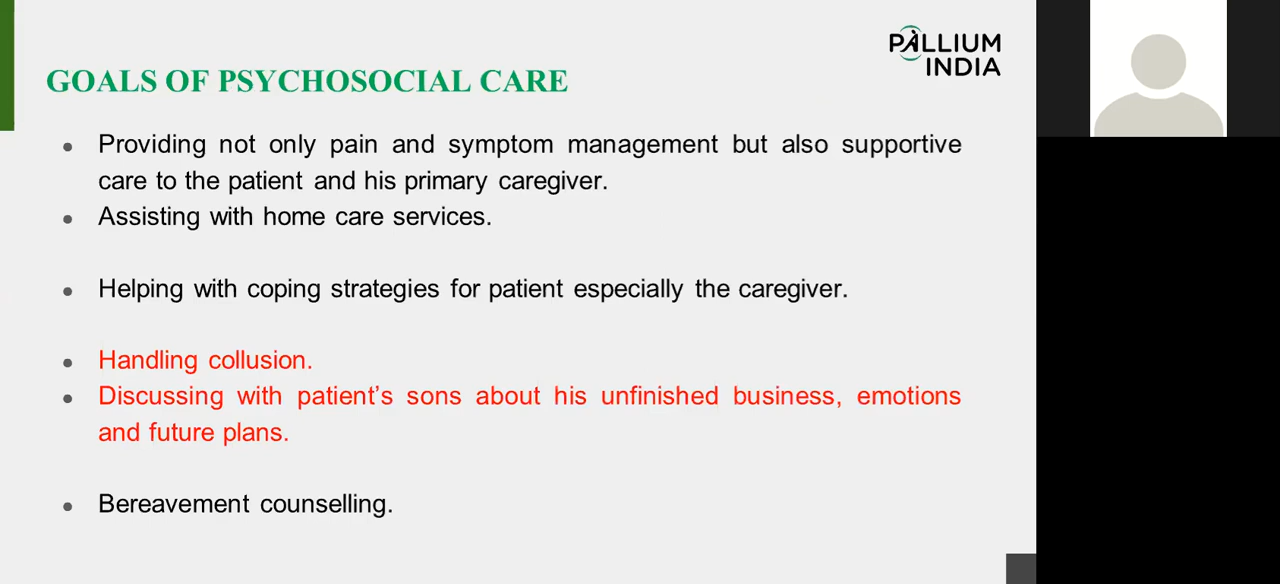 PALLIUM
INDIA
GOALS OF PSYCHOSOCIAL CARE
● Providing not only pain and symptom management but also supportive
care to the patient and his primary caregiver.
● Assisting with home care services.
● Helping with coping strategies for patient especially the caregiver.
● Handling collusion.
● Discussing with patient’s sons about his unfinished business, emotions
and future plans.
● Bereavement counselling.